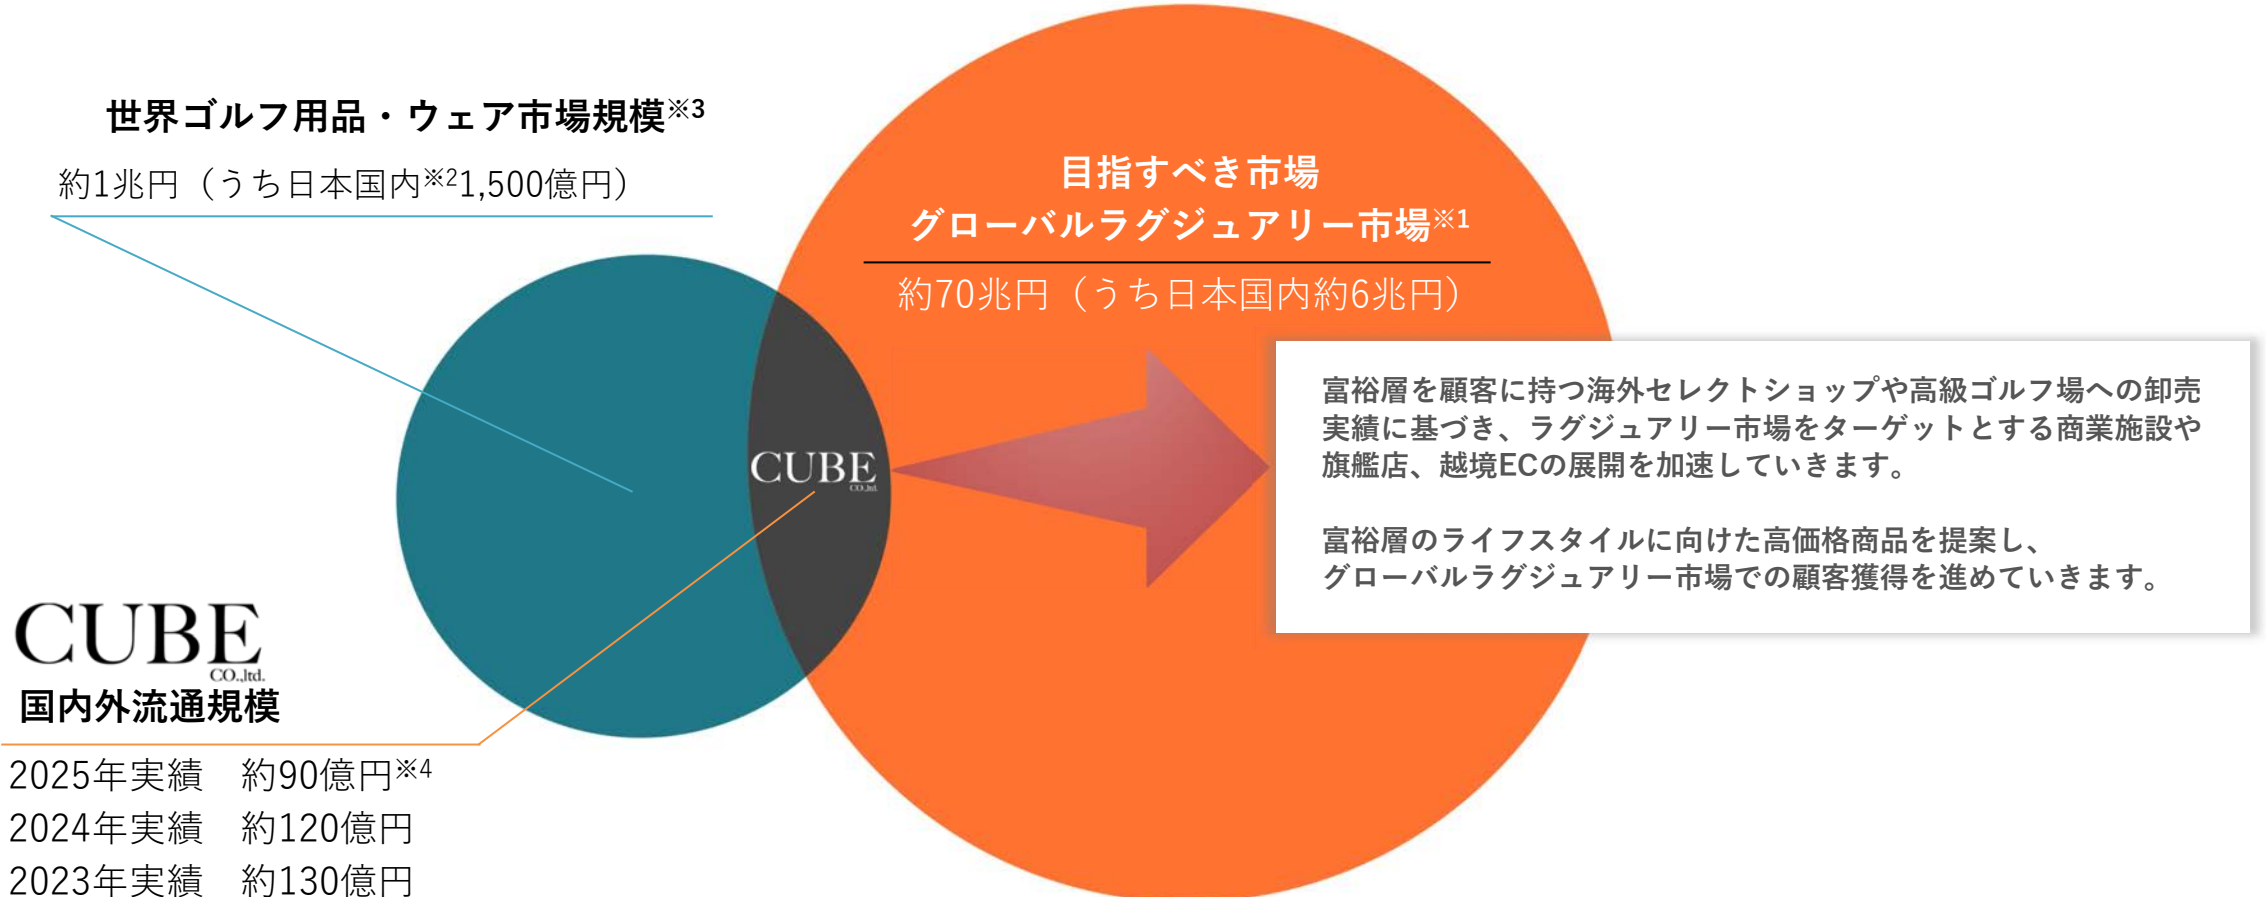 世界ゴルフ用品・ウェア市場規模※3
約1兆円（うち日本国内※21,500億円）
目指すべき市場
グローバルラグジュアリー市場※1
約70兆円（うち日本国内約6兆円）
富裕層を顧客に持つ海外セレクトショップや高級ゴルフ場への卸売
実績に基づき、ラグジュアリー市場をターゲットとする商業施設や
旗艦店、越境ECの展開を加速していきます。
富裕層のライフスタイルに向けた高価格商品を提案し、
グローバルラグジュアリー市場での顧客獲得を進めていきます。
CUBE
CO.,ltd.
CUBE
CO.,ltd.
国内外流通規模
2025年実績　約90億円※4
2024年実績　約120億円
2023年実績　約130億円